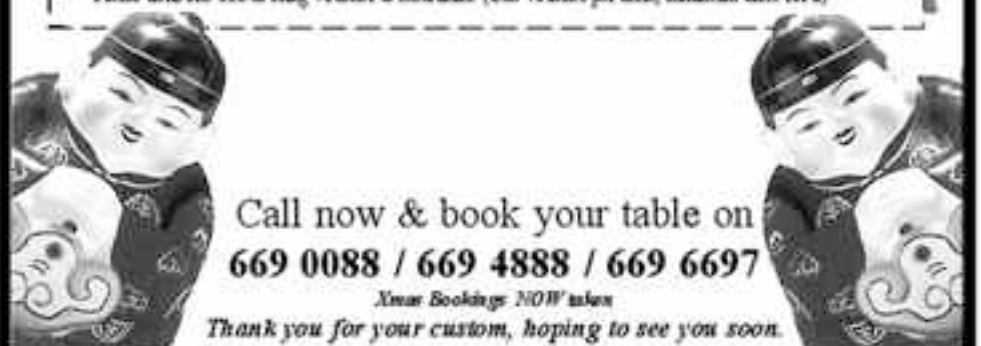 Call now & book your table on
669 0088 / 669 4888 / 669 6697
Xmas Bookings NOW taken
Thank you for your custom, hoping to see you soon.